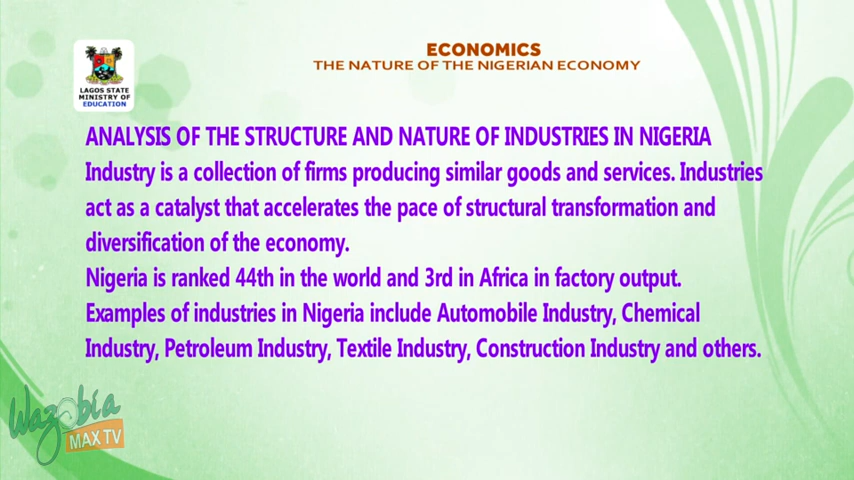 ECONOMICS
THE NATURE OF THE NIGERIAN ECONOMY
LAGOS STATE
MINISTRY OF
EDUCATION
ANALYSIS OF THE STRUCTURE AND NATURE OF INDUSTRIES IN NIGERIA
Industry is a collection of firms producing similar goods and services. Industries
act as a catalyst that accelerates the pace of structural transformation and
diversification of the economy.
Nigeria is ranked 44th in the world and 3rd in Africa in factory output.
Examples of industries in Nigeria include Automobile Industry, Chemical
Industry, Petroleum Industry, Textile Industry, Construction Industry and others.
Wazobia
MAX TV